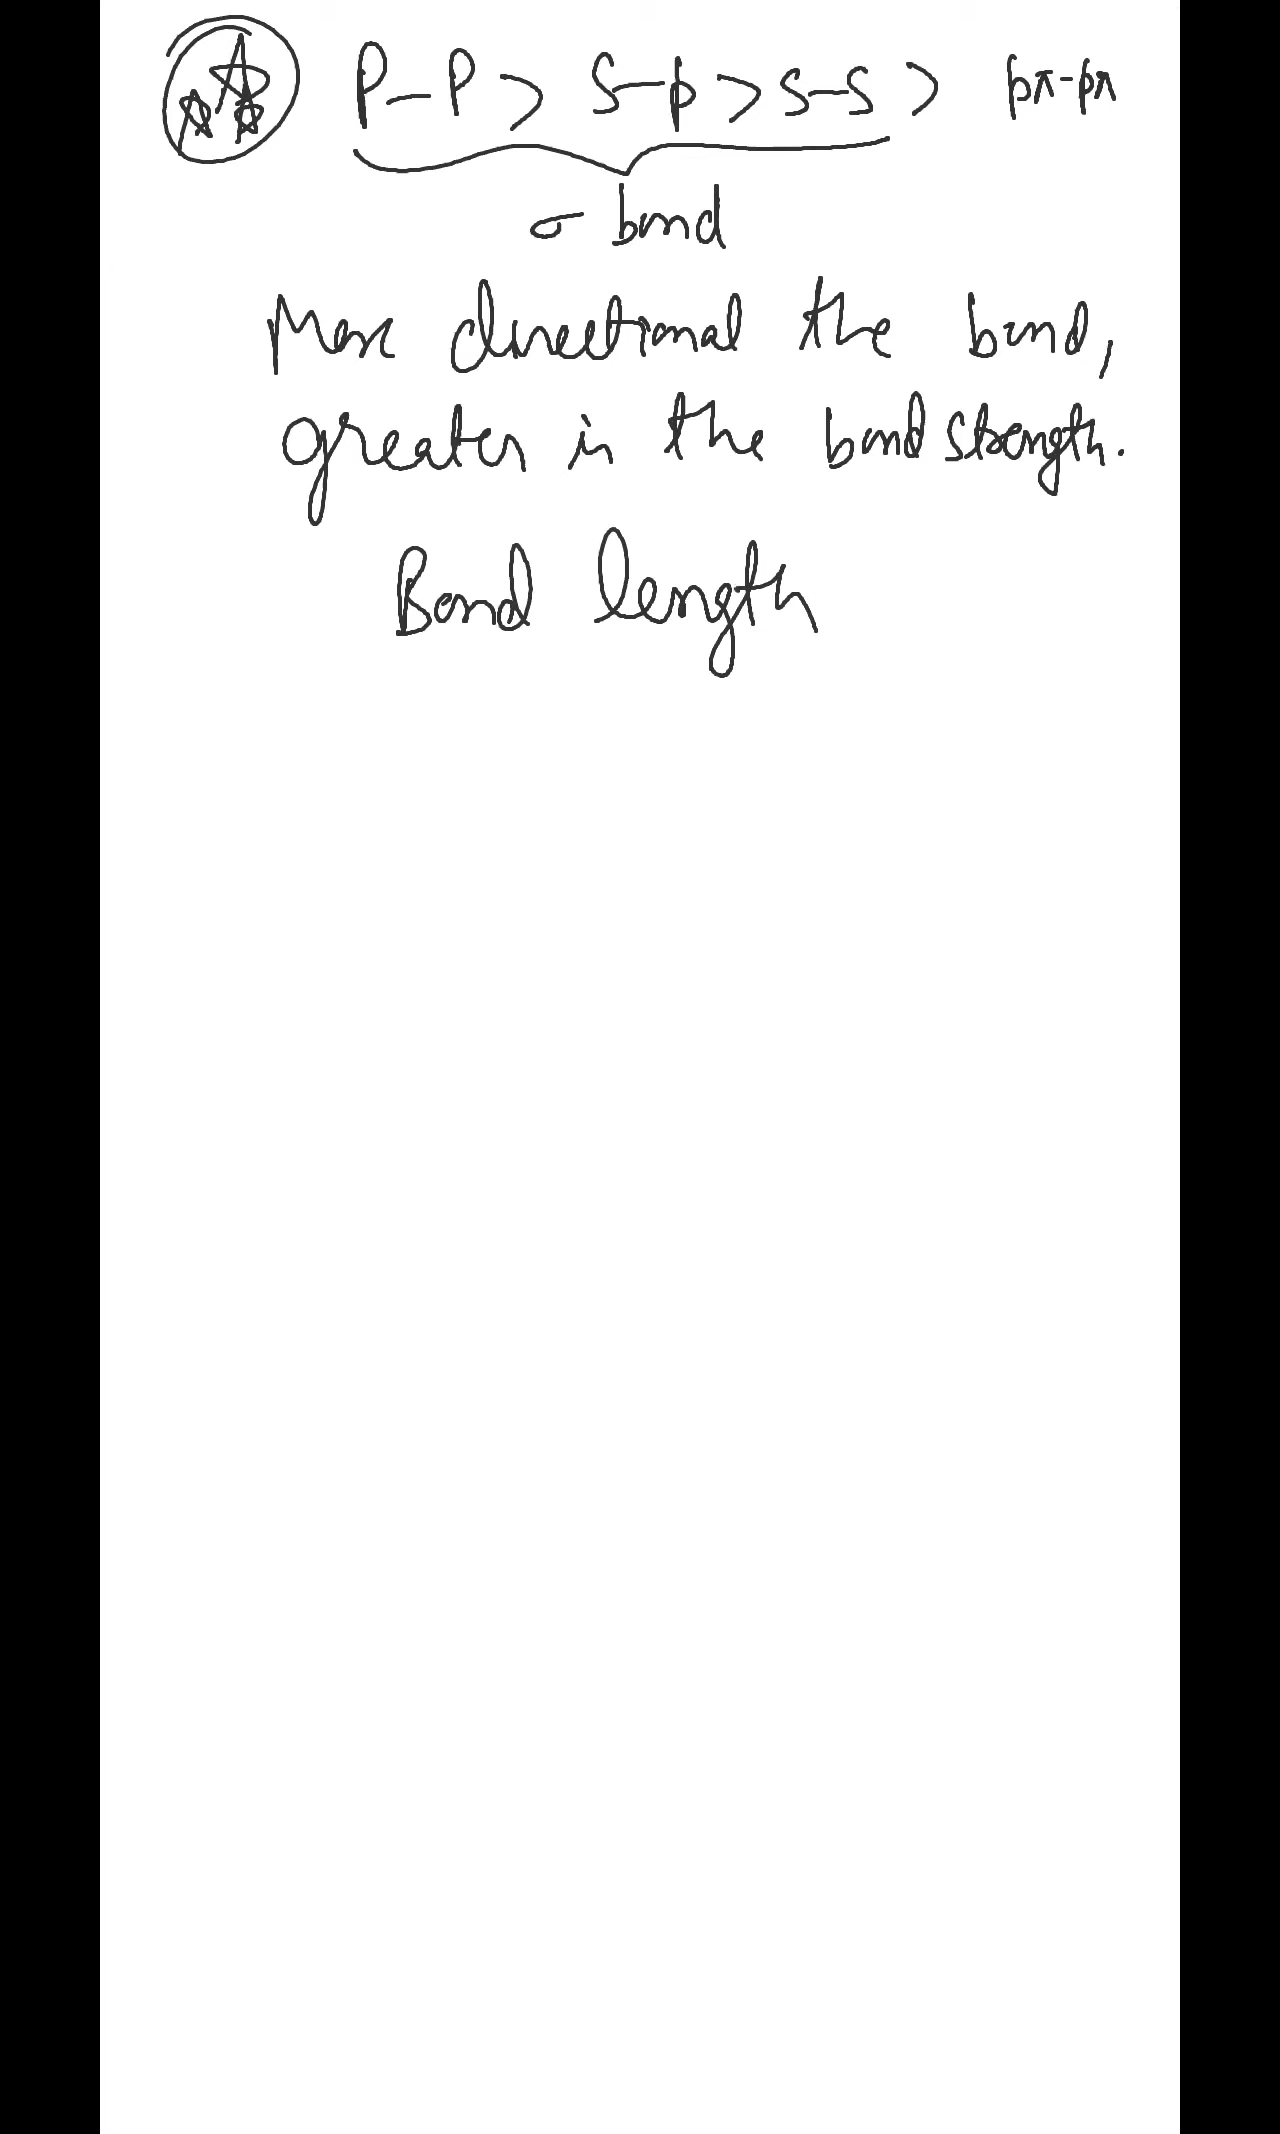 P-P > S-p > s-s > pπ-pπ
σ bond
More directional the bond,
greater is the bond strength.
Bond length